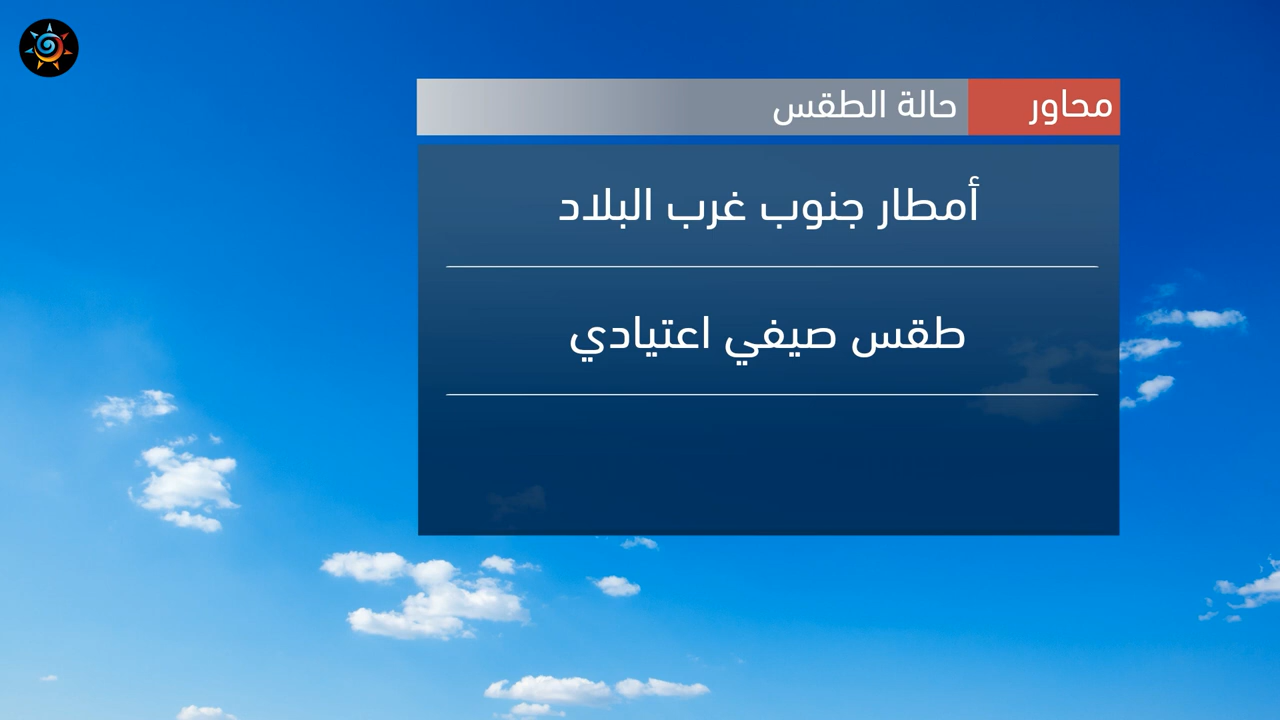 محاور
حالة الطقس
أمطار جنوب غرب البلاد
طقس صيفي اعتيادي